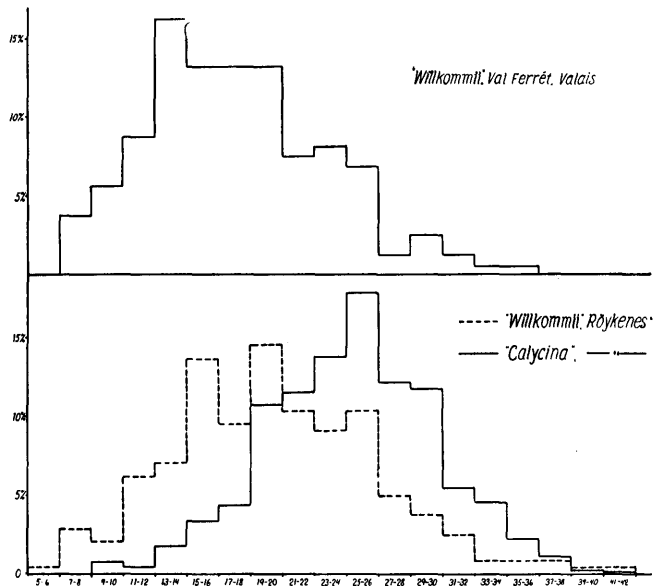 15%
"Willkommii", Val Ferrét, Valais
10%
5%
"Willkommii", Röykenes
15%
"Calycina", —"—
10%
5%
0
5-6 7-8 9-10 11-12 13-14 15-16 17-18 19-20 21-22 23-24 25-26 27-28 29-30 31-32 33-34 35-36 37-38 39-40 41-42